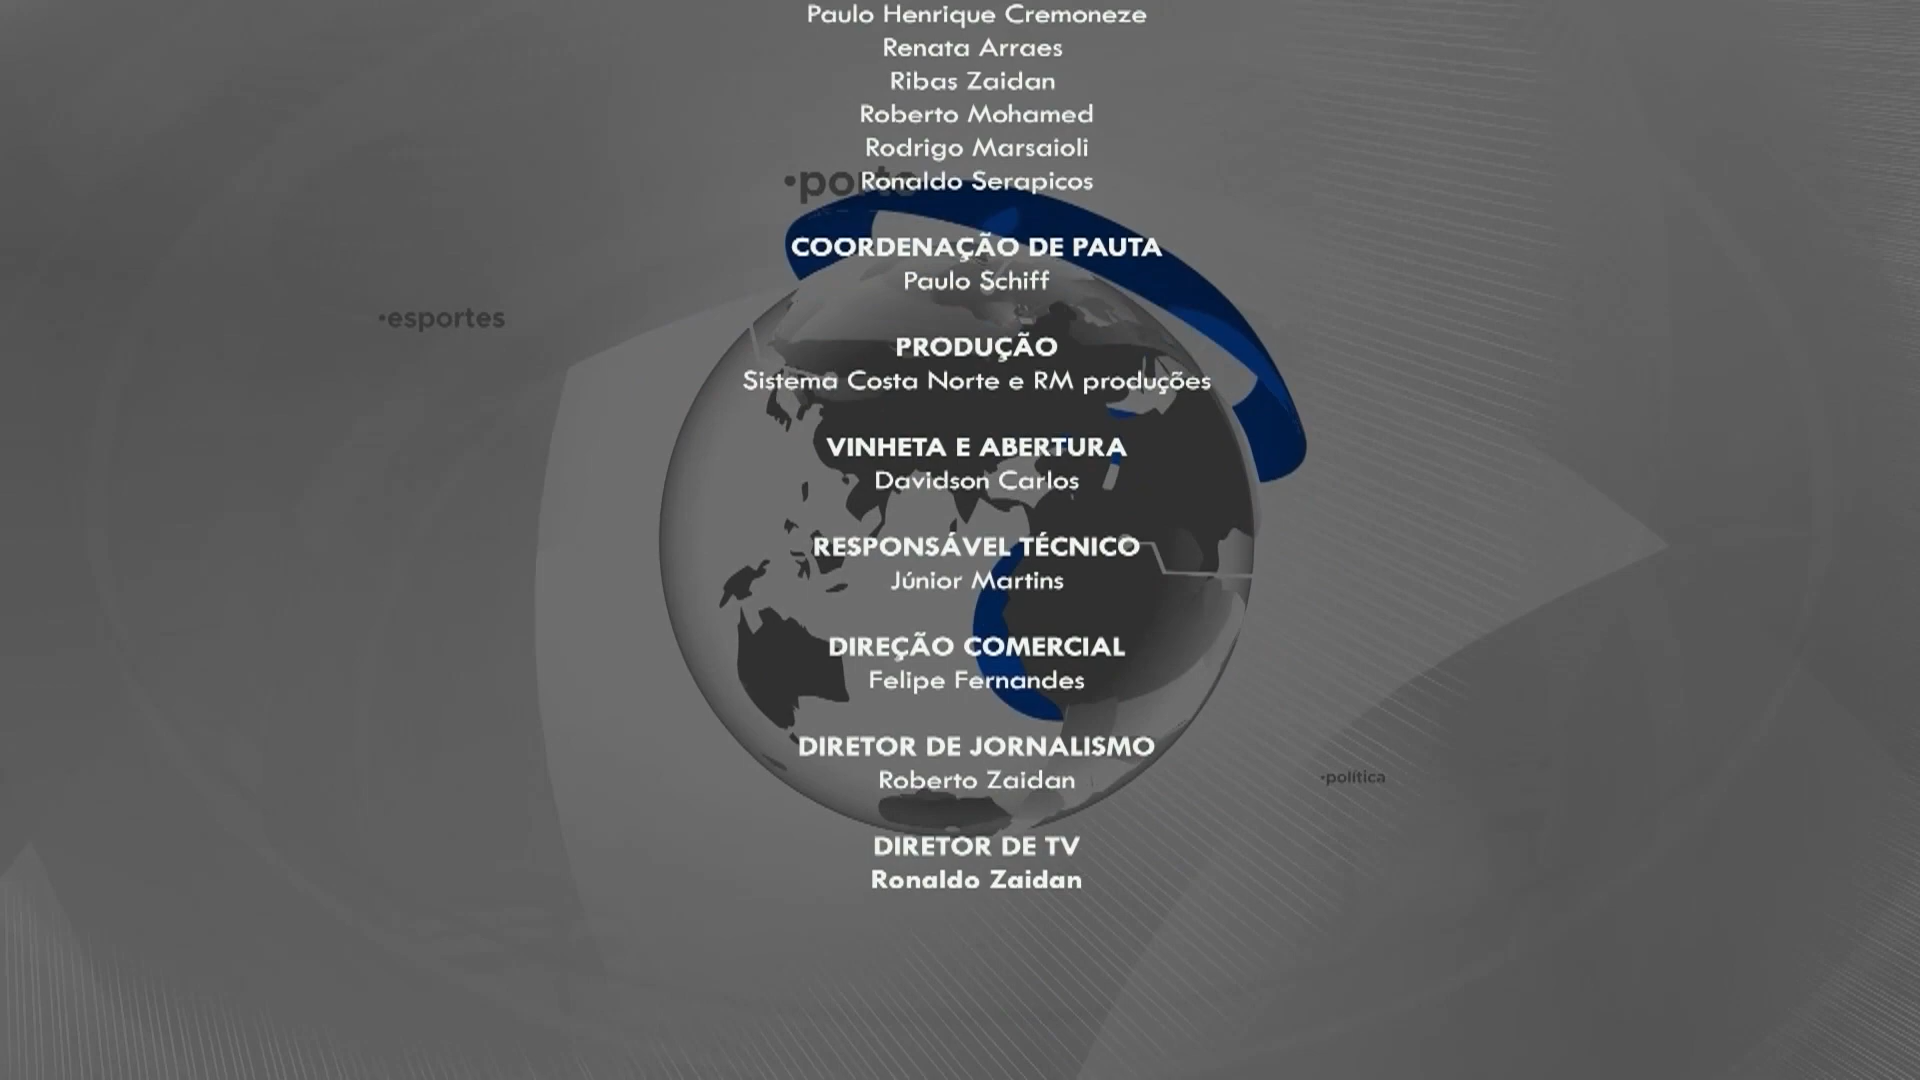 Paulo Henrique Cremoneze
Renata Arraes
Ribas Zaidan
Roberto Mohamed
Rodrigo Marsaioli
Ronaldo Serapicos
COORDENAÇÃO DE PAUTA
Paulo Schiff
•esportes
PRODUÇÃO
Sistema Costa Norte e RM produções
VINHETA E ABERTURA
Davidson Carlos
RESPONSÁVEL TÉCNICO
Júnior Martins
DIREÇÃO COMERCIAL
Felipe Fernandes
DIRETOR DE JORNALISMO
Roberto Zaidan
•política
DIRETOR DE TV
Ronaldo Zaidan